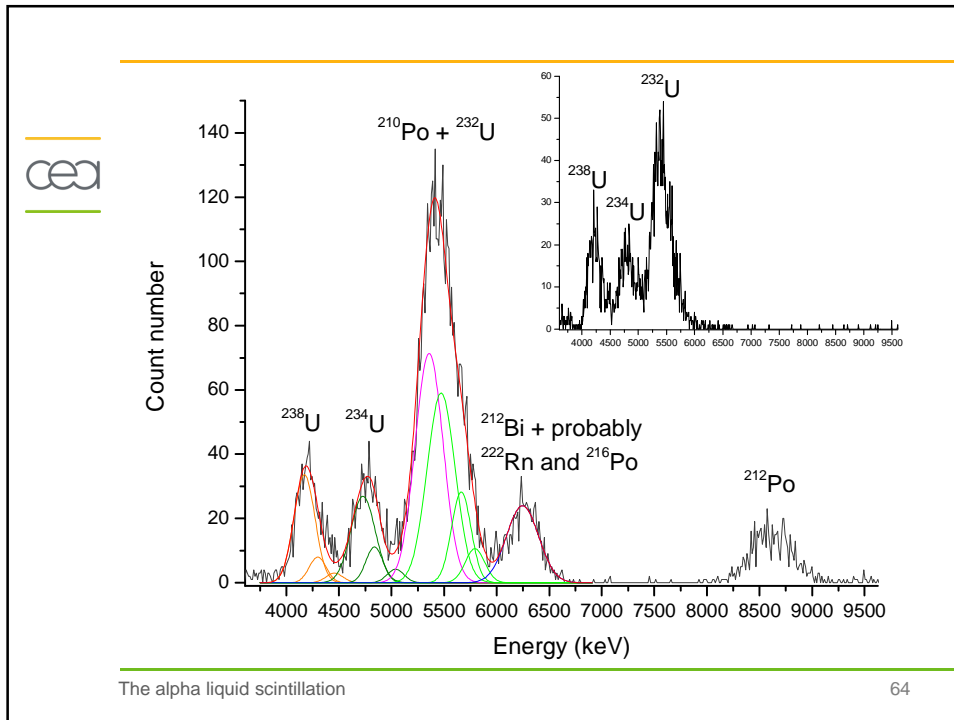 cea
²¹⁰Po + ²³²U
²³⁸U
²³⁴U
²¹²Bi + probably
²²²Rn and ²¹⁶Po
²¹²Po
Count number
140
120
100
80
60
40
20
0
4000 4500 5000 5500 6000 6500 7000 7500 8000 8500 9000 9500
Energy (keV)
²³²U
²³⁸U
²³⁴U
60
50
40
30
20
10
0
4000 4500 5000 5500 6000 6500 7000 7500 8000 8500 9000 9500
The alpha liquid scintillation
64